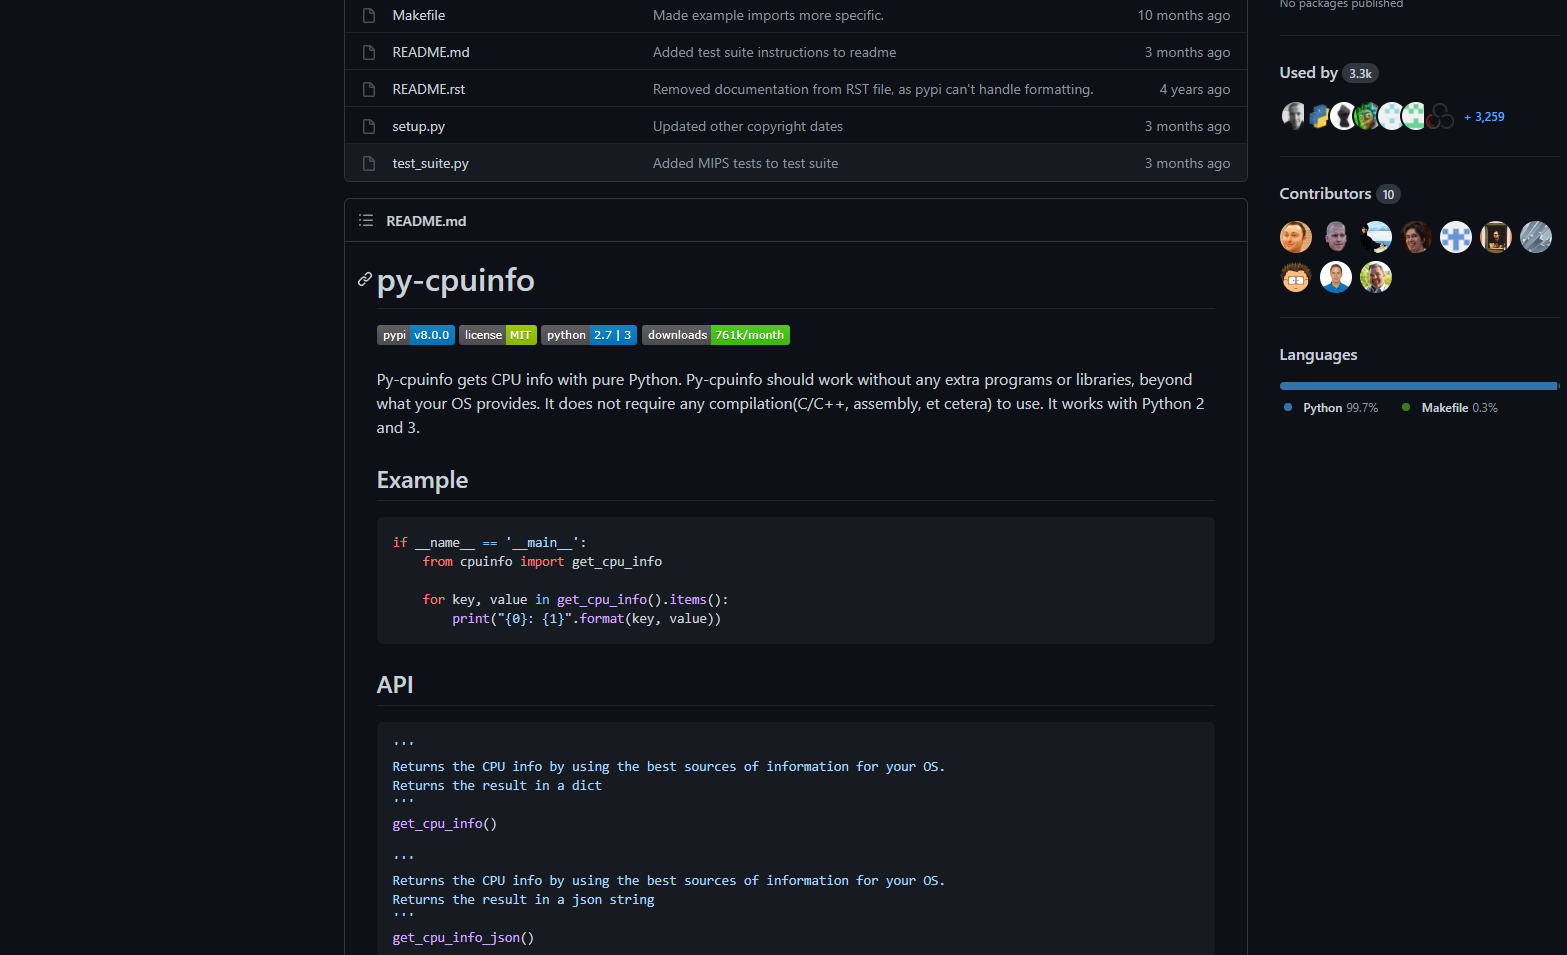 No packages published
Makefile Made example imports more specific. 10 months ago
README.md Added test suite instructions to readme 3 months ago
README.rst Removed documentation from RST file, as pypi can't handle formatting. 4 years ago
setup.py Updated other copyright dates 3 months ago
test_suite.py Added MIPS tests to test suite 3 months ago
README.md
py-cpuinfo
pypi v8.0.0 license MIT python 2.7 | 3 downloads 761k/month
Py-cpuinfo gets CPU info with pure Python. Py-cpuinfo should work without any extra programs or libraries, beyond
what your OS provides. It does not require any compilation(C/C++, assembly, et cetera) to use. It works with Python 2
and 3.
Example
if __name__ == '__main__':
    from cpuinfo import get_cpu_info
    for key, value in get_cpu_info().items():
        print("{0}: {1}".format(key, value))
API
'''
Returns the CPU info by using the best sources of information for your OS.
Returns the result in a dict
'''
get_cpu_info()
'''
Returns the CPU info by using the best sources of information for your OS.
Returns the result in a json string
'''
get_cpu_info_json()
Used by 3.3k
+ 3,259
Contributors 10
Languages
Python 99.7% Makefile 0.3%